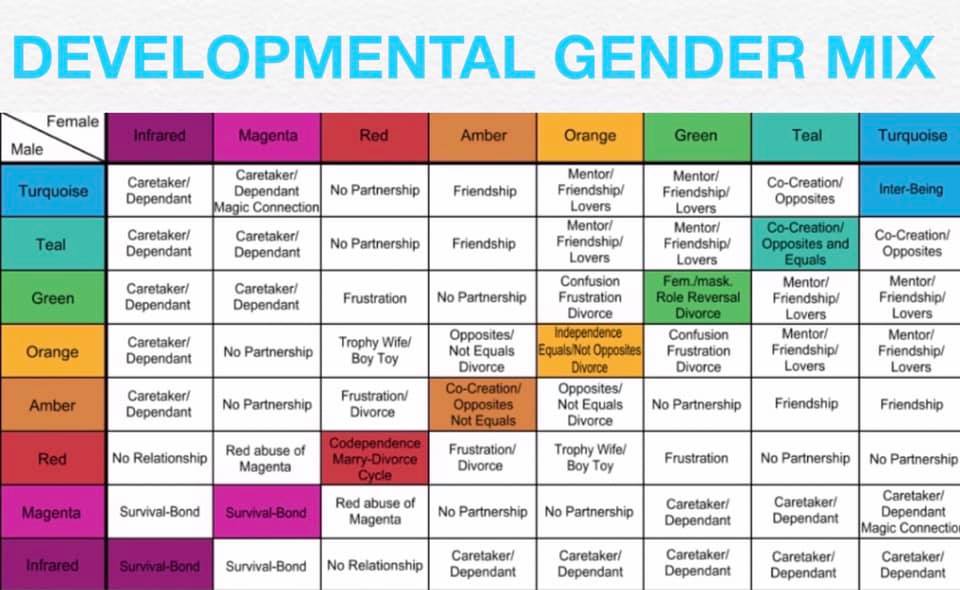 DEVELOPMENTAL GENDER MIX
Female
Male
Infrared
Magenta
Red
Amber
Orange
Green
Teal
Turquoise
Turquoise
Caretaker/
Dependant
Caretaker/
Dependant
Magic Connection
No Partnership
Friendship
Mentor/
Friendship/
Lovers
Mentor/
Friendship/
Lovers
Co-Creation/
Opposites
Inter-Being
Teal
Caretaker/
Dependant
Caretaker/
Dependant
No Partnership
Friendship
Mentor/
Friendship/
Lovers
Mentor/
Friendship/
Lovers
Co-Creation/
Opposites and
Equals
Co-Creation/
Opposites
Green
Caretaker/
Dependant
Caretaker/
Dependant
Frustration
No Partnership
Confusion
Frustration
Divorce
Fem./mask.
Role Reversal
Divorce
Mentor/
Friendship/
Lovers
Mentor/
Friendship/
Lovers
Orange
Caretaker/
Dependant
No Partnership
Trophy Wife/
Boy Toy
Opposites/
Not Equals
Divorce
Independence
Equals/Not Opposites
Divorce
Confusion
Frustration
Divorce
Mentor/
Friendship/
Lovers
Mentor/
Friendship/
Lovers
Amber
Caretaker/
Dependant
No Partnership
Frustration/
Divorce
Co-Creation/
Opposites
Not Equals
Opposites/
Not Equals
Divorce
No Partnership
Friendship
Friendship
Red
No Relationship
Red abuse of
Magenta
Codependence
Marry-Divorce
Cycle
Frustration/
Divorce
Trophy Wife/
Boy Toy
Frustration
No Partnership
No Partnership
Magenta
Survival-Bond
Survival-Bond
Red abuse of
Magenta
No Partnership
No Partnership
Caretaker/
Dependant
Caretaker/
Dependant
Caretaker/
Dependant
Magic Connectio
Infrared
Survival-Bond
Survival-Bond
No Relationship
Caretaker/
Dependant
Caretaker/
Dependant
Caretaker/
Dependant
Caretaker/
Dependant
Caretaker/
Dependant